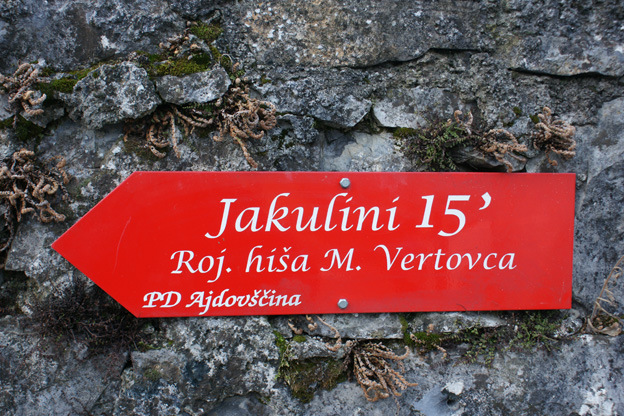 Jakulini 15’
Roj. hiša M. Vertovca
PD Ajdovščina